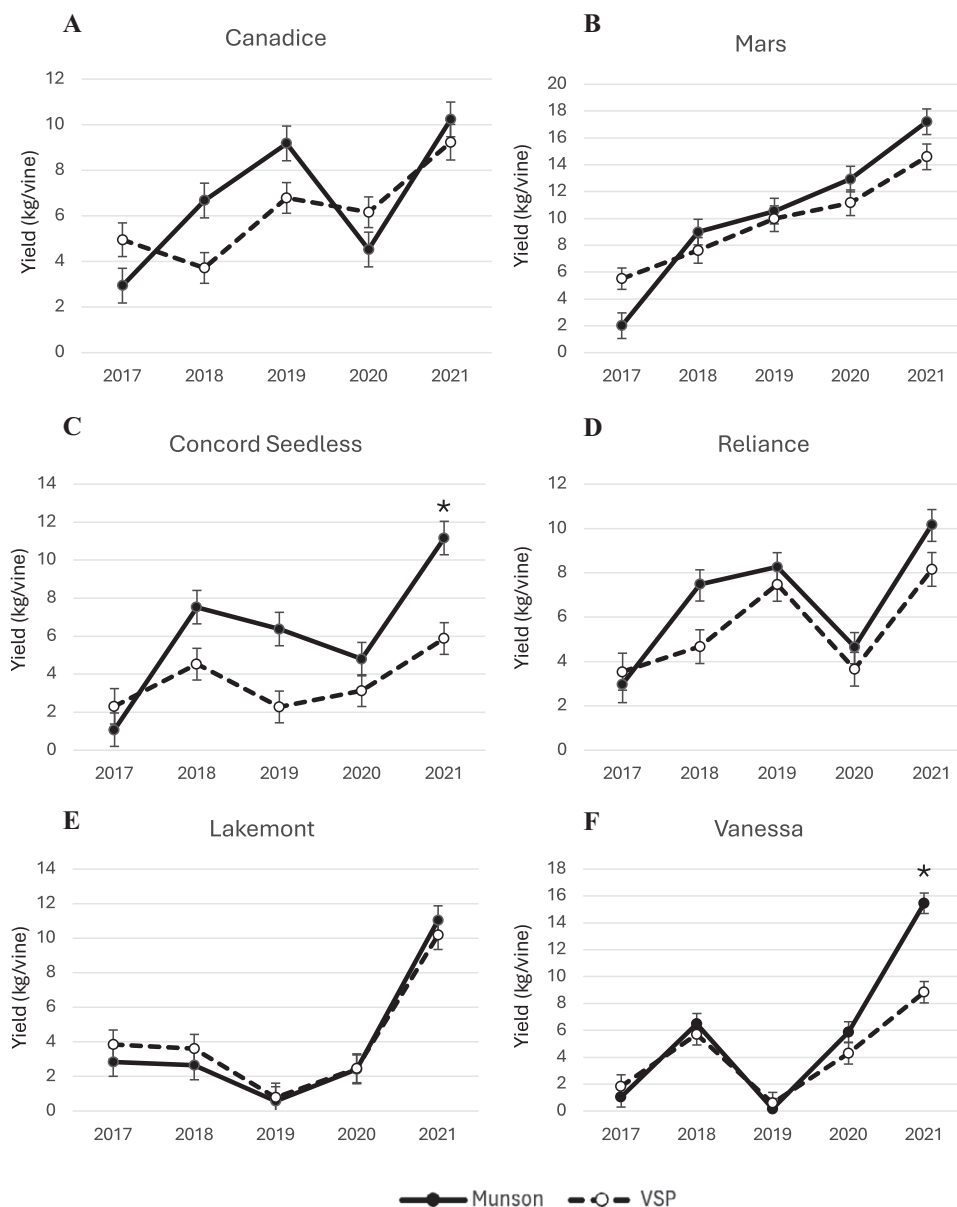 A
Canadice
Yield (kg/vine)
12
10
8
6
4
2
0
2017 2018 2019 2020 2021
B
Mars
Yield (kg/vine)
20
18
16
14
12
10
8
6
4
2
0
2017 2018 2019 2020 2021
C
Concord Seedless
Yield (kg/vine)
14
12
10
8
6
4
2
0
*
2017 2018 2019 2020 2021
D
Reliance
Yield (kg/vine)
12
10
8
6
4
2
0
2017 2018 2019 2020 2021
E
Lakemont
Yield (kg/vine)
14
12
10
8
6
4
2
0
2017 2018 2019 2020 2021
F
Vanessa
Yield (kg/vine)
18
16
14
12
10
8
6
4
2
0
*
2017 2018 2019 2020 2021
Munson VSP